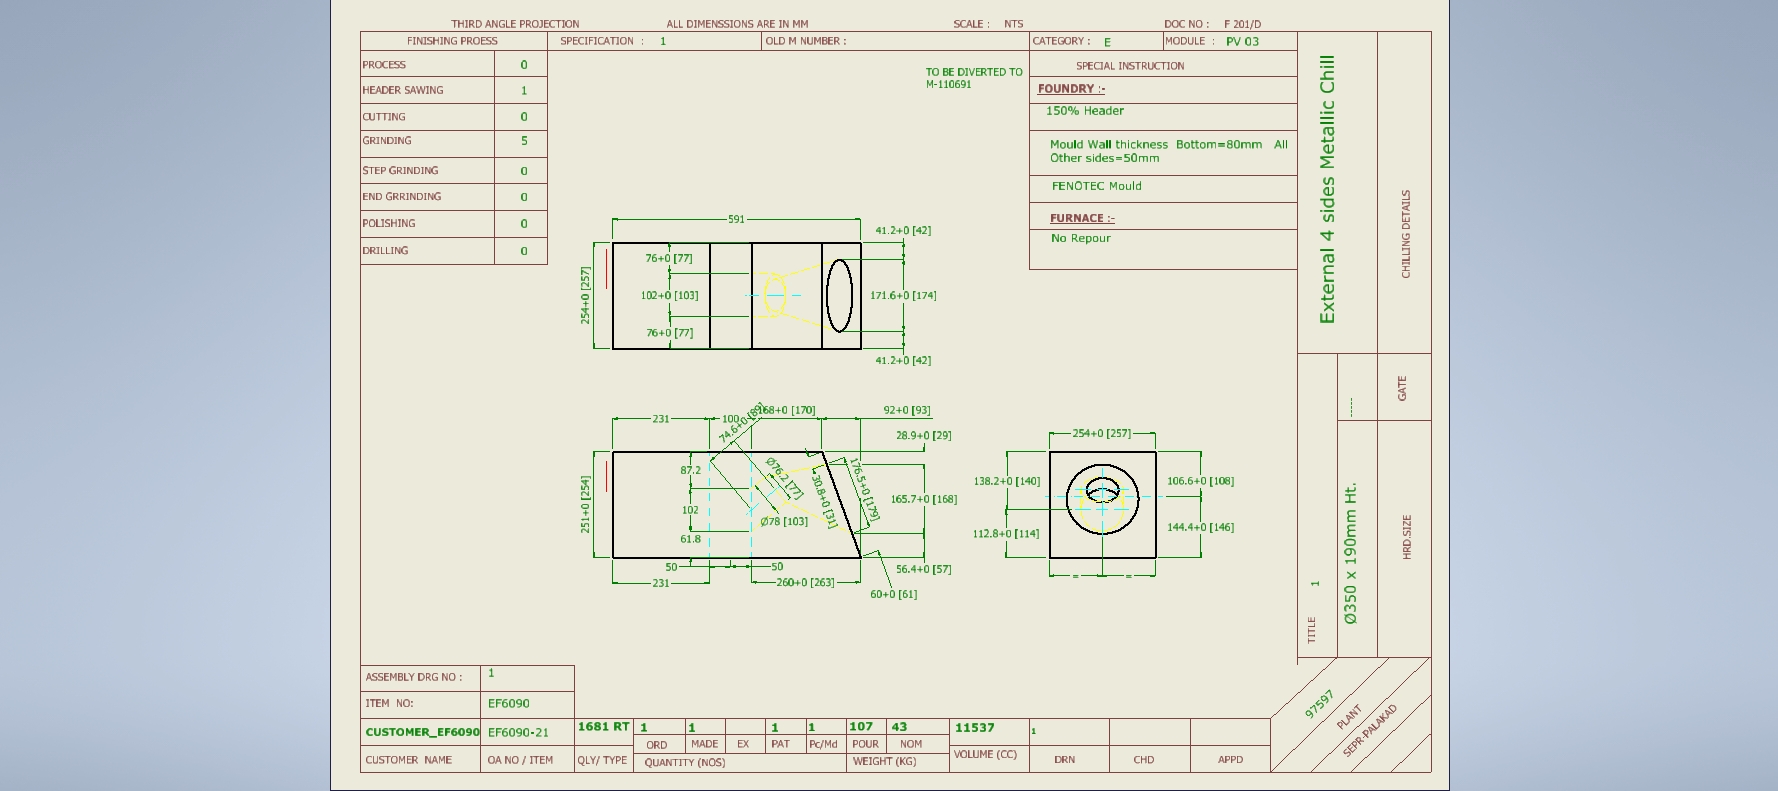 THIRD ANGLE PROJECTION ALL DIMENSSIONS ARE IN MM SCALE : NTS DOC NO : F 201/D
FINISHING PROESS SPECIFICATION : 1 OLD M NUMBER : CATEGORY : E MODULE : PV 03
PROCESS 0
HEADER SAWING 1
CUTTING 0
GRINDING 5
STEP GRINDING 0
END GRRINDING 0
POLISHING 0
DRILLING 0
TO BE DIVERTED TO
M-110691
SPECIAL INSTRUCTION
FOUNDRY :-
150% Header
Mould Wall thickness Bottom=80mm All
Other sides=50mm
FENOTEC Mould
FURNACE :-
No Repour
External 4 sides Metallic Chill
CHILLING DETAILS
GATE
-----
TITLE 1
Ø350 x 190mm Ht.
HRD.SIZE
591
41.2+0 [42]
254+0 [257]
76+0 [77]
102+0 [103]
171.6+0 [174]
76+0 [77]
41.2+0 [42]
231
100
168+0 [170]
92+0 [93]
74.6+0 [89]
28.9+0 [29]
251+0 [254]
87.2
Ø76.2 [77]
30.8+0 [31]
176.5+0 [179]
165.7+0 [168]
102
Ø78 [103]
61.8
50
50
56.4+0 [57]
231
260+0 [263]
60+0 [61]
254+0 [257]
138.2+0 [140]
106.6+0 [108]
112.8+0 [114]
144.4+0 [146]
= =
ASSEMBLY DRG NO : 1
ITEM NO: EF6090
CUSTOMER_EF6090 EF6090-21
CUSTOMER NAME OA NO / ITEM
1681 RT
QLY/ TYPE
1 1 1 1
ORD MADE EX PAT Pc/Md
QUANTITY (NOS)
107 43
POUR NOM
WEIGHT (KG)
11537
VOLUME (CC)
1
DRN CHD APPD
97597
PLANT
SEPR-PALAKAD